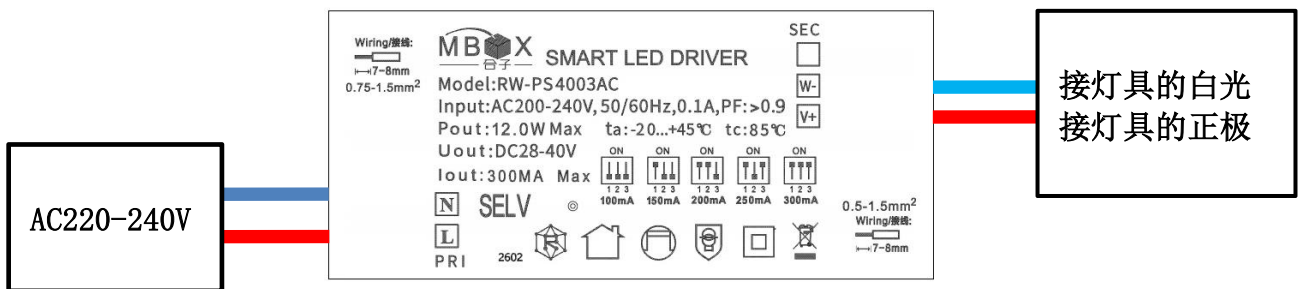 AC220-240V
Wiring/接线:
7-8mm
0.75-1.5mm²
MBOX
合子
SMART LED DRIVER
Model:RW-PS4003AC
Input:AC200-240V,50/60Hz,0.1A,PF:>0.9
Pout:12.0W Max ta:-20...+45℃ tc:85℃
Uout:DC28-40V
Iout:300MA Max
ON ON ON ON ON
1 2 3 1 2 3 1 2 3 1 2 3 1 2 3
100mA 150mA 200mA 250mA 300mA
N
SELV
L
PRI
2602
SEC
W-
V+
0.5-1.5mm²
Wiring/接线:
7-8mm
接灯具的白光
接灯具的正极